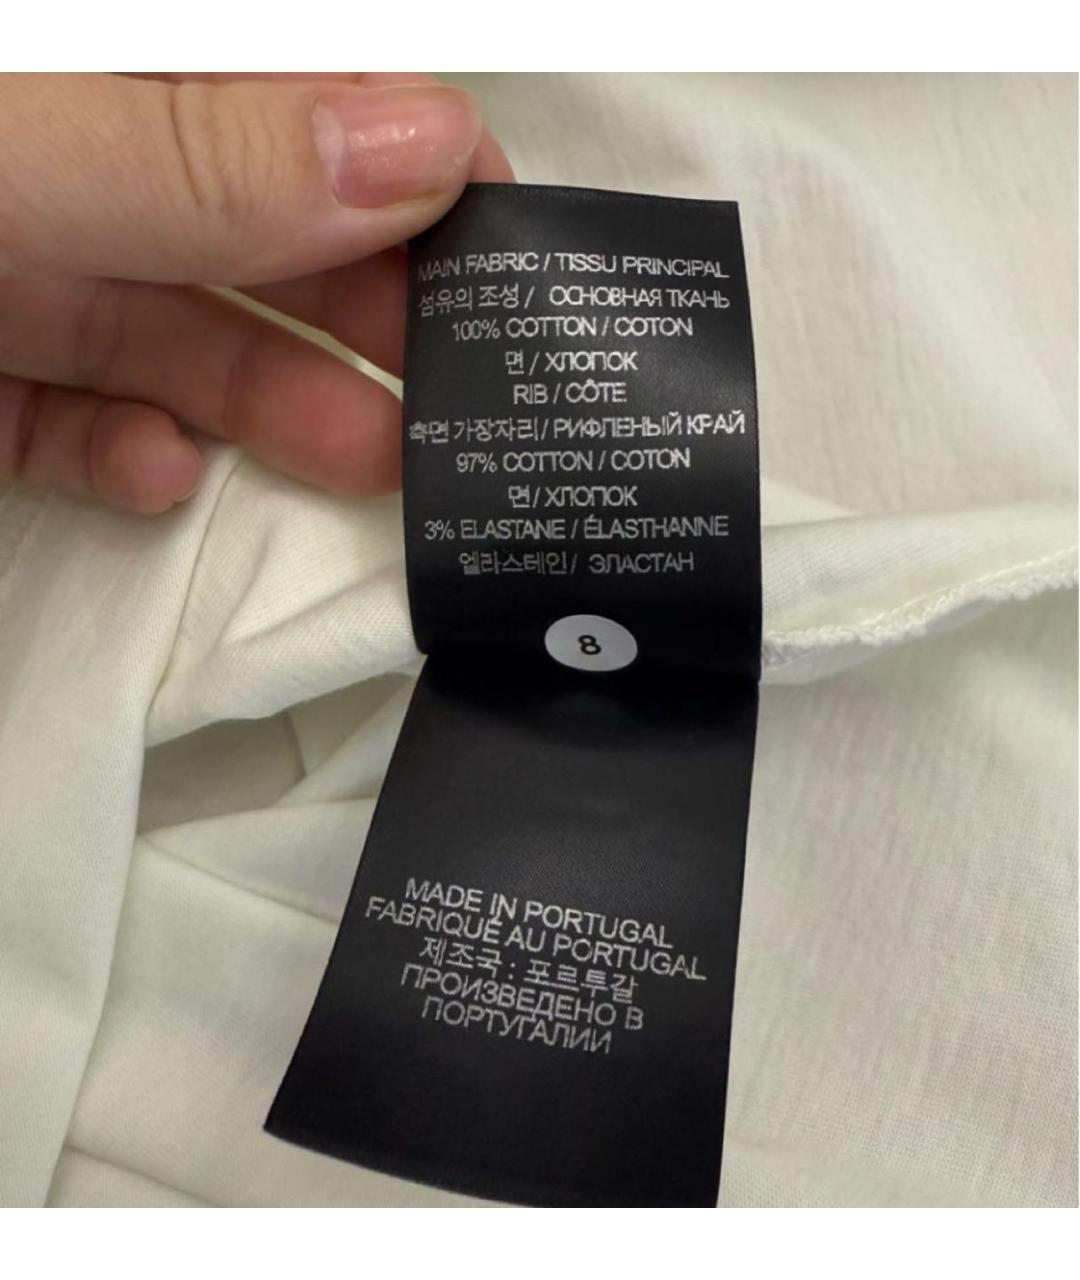 MAIN FABRIC / TISSU PRINCIPAL
섬유의 조성 / ОСНОВНАЯ ТКАНЬ
100% COTTON / COTON
면 / ХЛОПОК
RIB / CÔTE
측면 가장자리 / РИФЛЕНЫЙ КРАЙ
97% COTTON / COTON
면 / ХЛОПОК
3% ELASTANE / ÉLASTHANNE
엘라스테인 / ЭЛАСТАН
8
MADE IN PORTUGAL
FABRIQUÉ AU PORTUGAL
제조국 : 포르투갈
ПРОИЗВЕДЕНО В
ПОРТУГАЛИИ